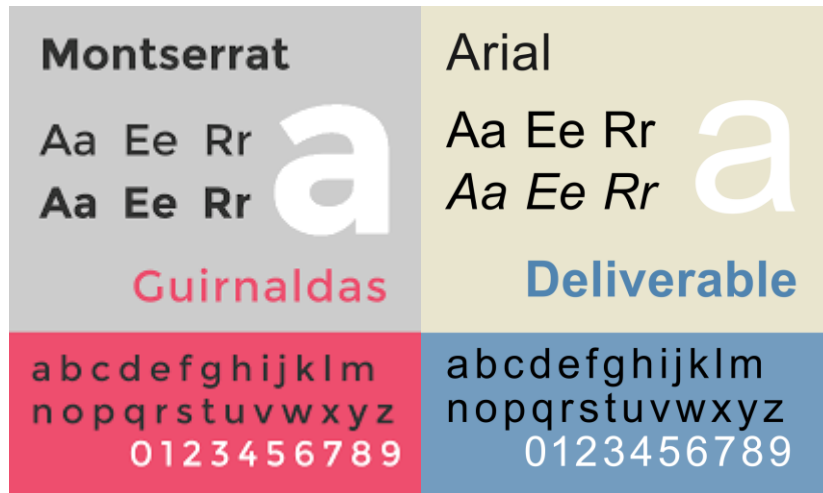 Montserrat
Aa Ee Rr
Aa Ee Rr
a
Guirnaldas
abcdefghijklm
nopqrstuvwxyz
0123456789
Arial
Aa Ee Rr
Aa Ee Rr
a
Deliverable
abcdefghijklm
nopqrstuvwxyz
0123456789